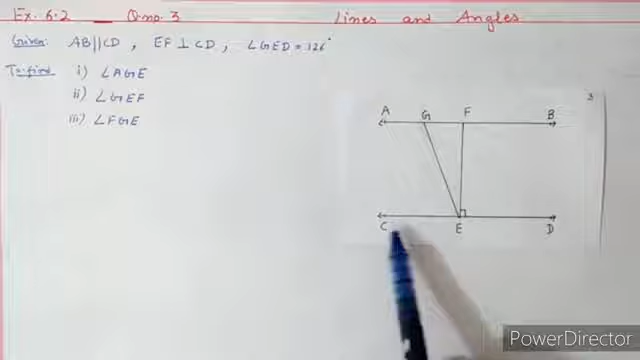 Ex. 6.2 Q.no. 3 Lines and Angles
Given: AB||CD, EF ⊥ CD, ∠GED = 126°
To find i) ∠AGE
ii) ∠GEF
iii) ∠FGE
3
A G F B
C E D
PowerDirector